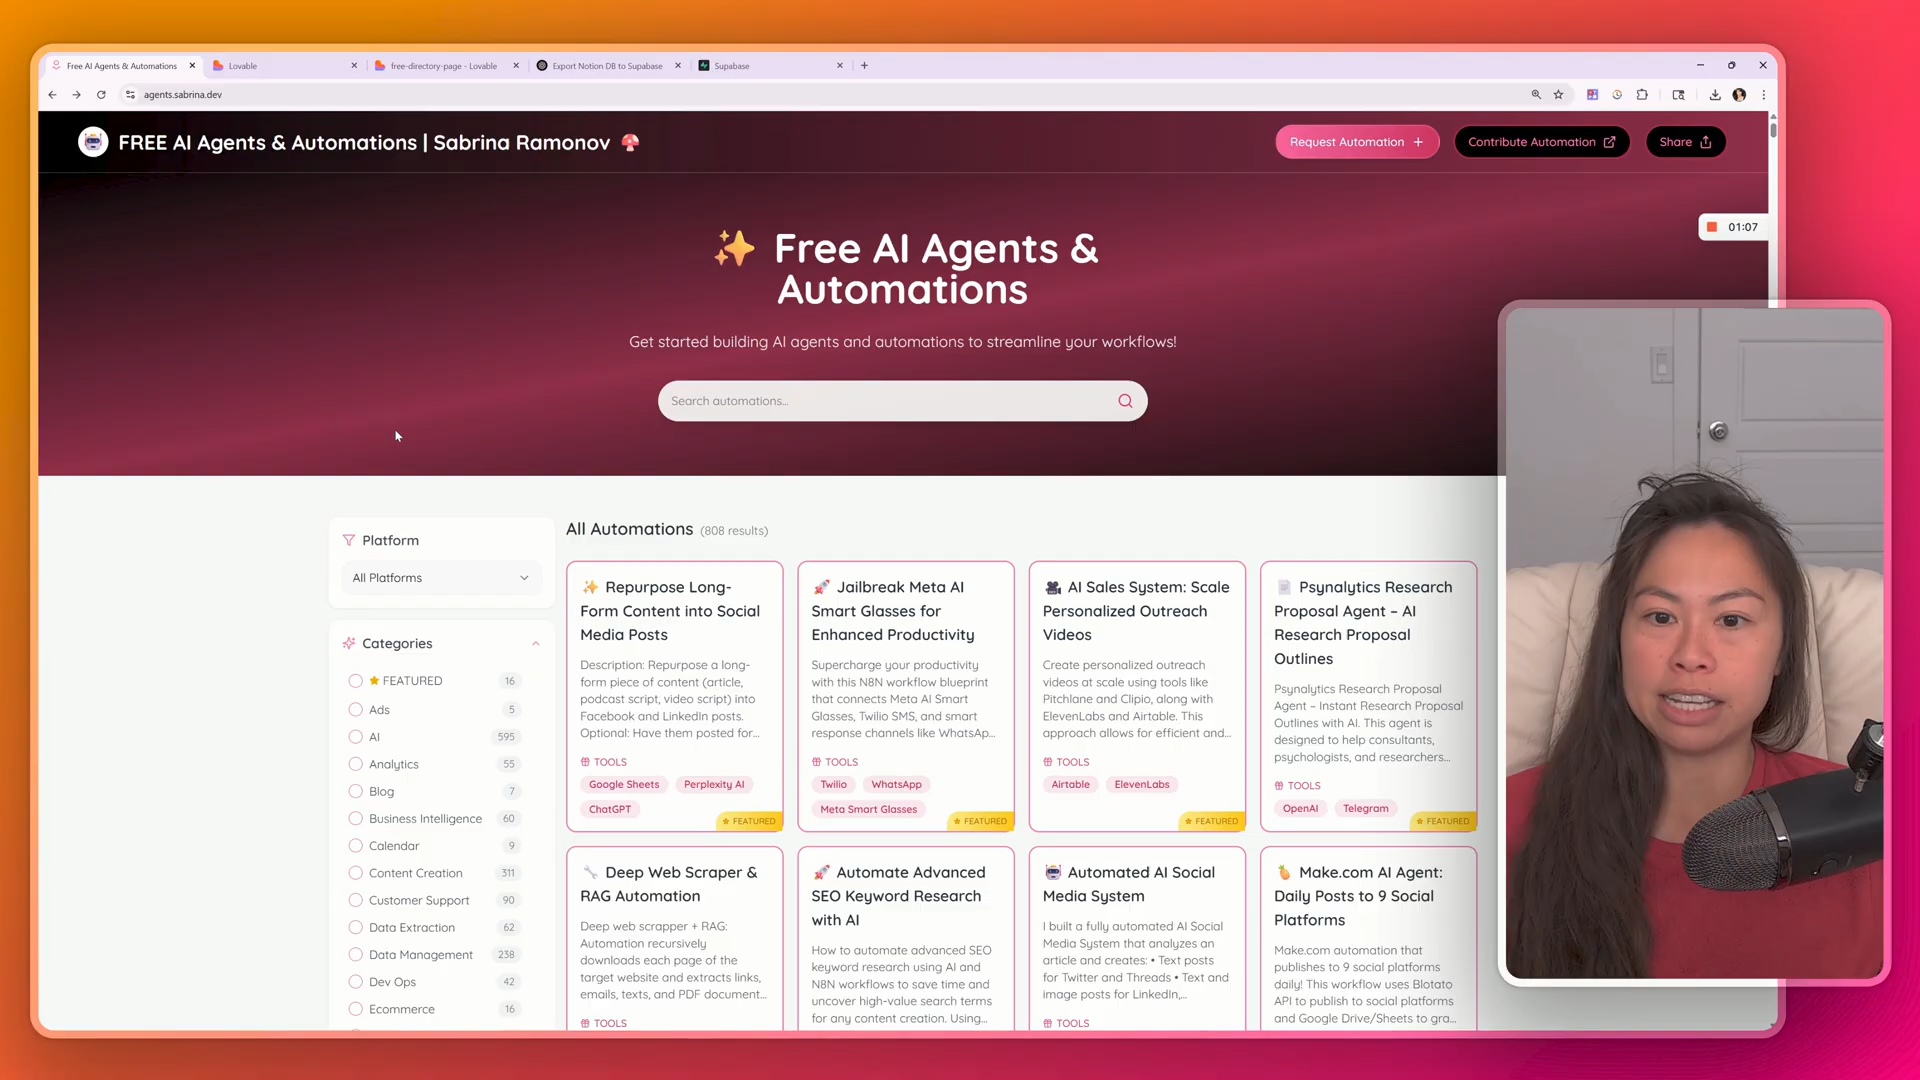 Free AI Agents & Automations
Lovable
free-directory-page - Lovable
Export Notion DB to Supabase
Supabase
agents.sabrina.dev
FREE AI Agents & Automations | Sabrina Ramonov 🍄
Request Automation +
Contribute Automation
Share
01:07
✨ Free AI Agents &
Automations
Get started building AI agents and automations to streamline your workflows!
Search automations...
Platform
All Platforms
Categories
⭐ FEATURED 16
Ads 5
AI 595
Analytics 55
Blog 7
Business Intelligence 60
Calendar 9
Content Creation 311
Customer Support 90
Data Extraction 62
Data Management 238
Dev Ops 42
Ecommerce 16
All Automations (808 results)
✨ Repurpose Long-
Form Content into Social
Media Posts
Description: Repurpose a long-
form piece of content (article,
podcast script, video script) into
Facebook and LinkedIn posts.
Optional: Have them posted for...
TOOLS
Google Sheets
Perplexity AI
ChatGPT
FEATURED
🚀 Jailbreak Meta AI
Smart Glasses for
Enhanced Productivity
Supercharge your productivity
with this N8N workflow blueprint
that connects Meta AI Smart
Glasses, Twilio SMS, and smart
response channels like WhatsAp...
TOOLS
Twilio
WhatsApp
Meta Smart Glasses
FEATURED
🎥 AI Sales System: Scale
Personalized Outreach
Videos
Create personalized outreach
videos at scale using tools like
Pitchlane and Clipio, along with
ElevenLabs and Airtable. This
approach allows for efficient and...
TOOLS
Airtable
ElevenLabs
FEATURED
📄 Psynalytics Research
Proposal Agent – AI
Research Proposal
Outlines
Psynalytics Research Proposal
Agent – Instant Research Proposal
Outlines with AI. This agent is
designed to help consultants,
psychologists, and researchers...
TOOLS
OpenAI
Telegram
FEATURED
🔧 Deep Web Scraper &
RAG Automation
Deep web scrapper + RAG:
Automation recursively
downloads each page of the
target website and extracts links,
emails, texts, and PDF document...
TOOLS
🚀 Automate Advanced
SEO Keyword Research
with AI
How to automate advanced SEO
keyword research using AI and
N8N workflows to save time and
uncover high-value search terms
for any content creation. Using...
🤖 Automated AI Social
Media System
I built a fully automated AI Social
Media System that analyzes an
article and creates: • Text posts
for Twitter and Threads • Text and
image posts for LinkedIn,...
TOOLS
🍍 Make.com AI Agent:
Daily Posts to 9 Social
Platforms
Make.com automation that
publishes to 9 social platforms
daily! This workflow uses Blotato
API to publish to social platforms
and Google Drive/Sheets to gra...